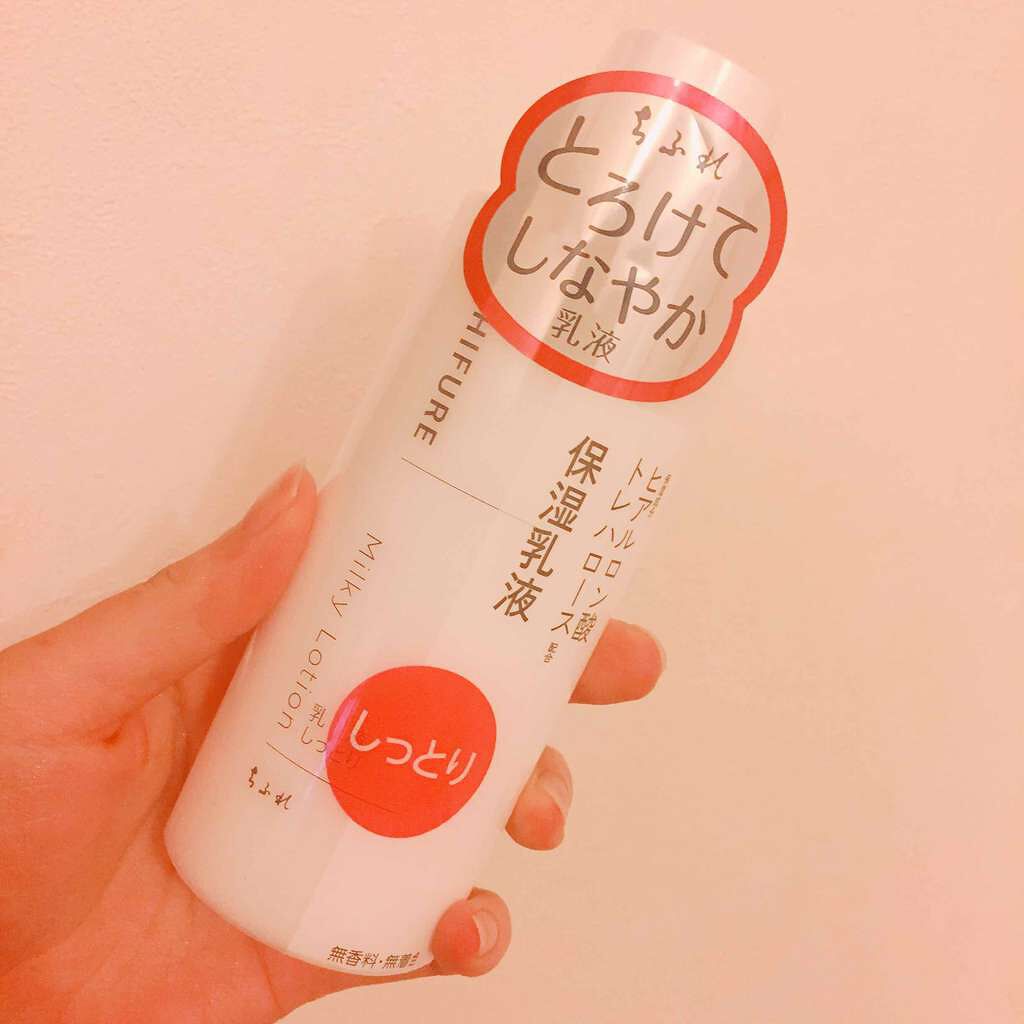 ちふれ
とろけて
しなやか
乳液
HIFURE
ヒアルロン酸
トレハロース
配合
保湿乳液
Milky Lotion
しっとり
乳
しっとり
ちふれ
無香料・無着色